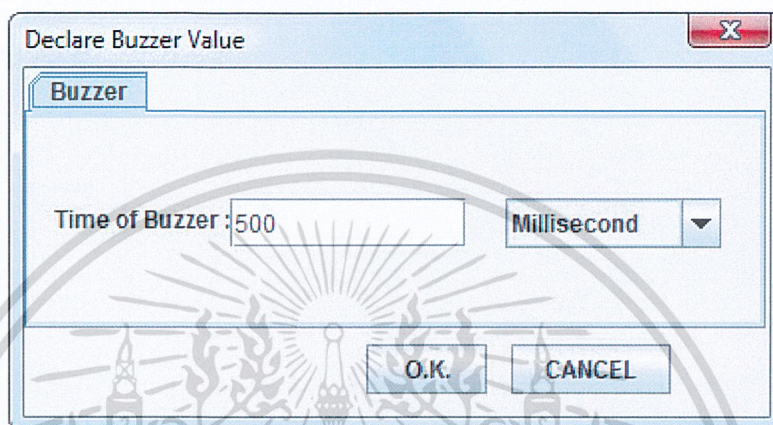 Declare Buzzer Value
Buzzer
Time of Buzzer : 500 Millisecond
O.K. CANCEL